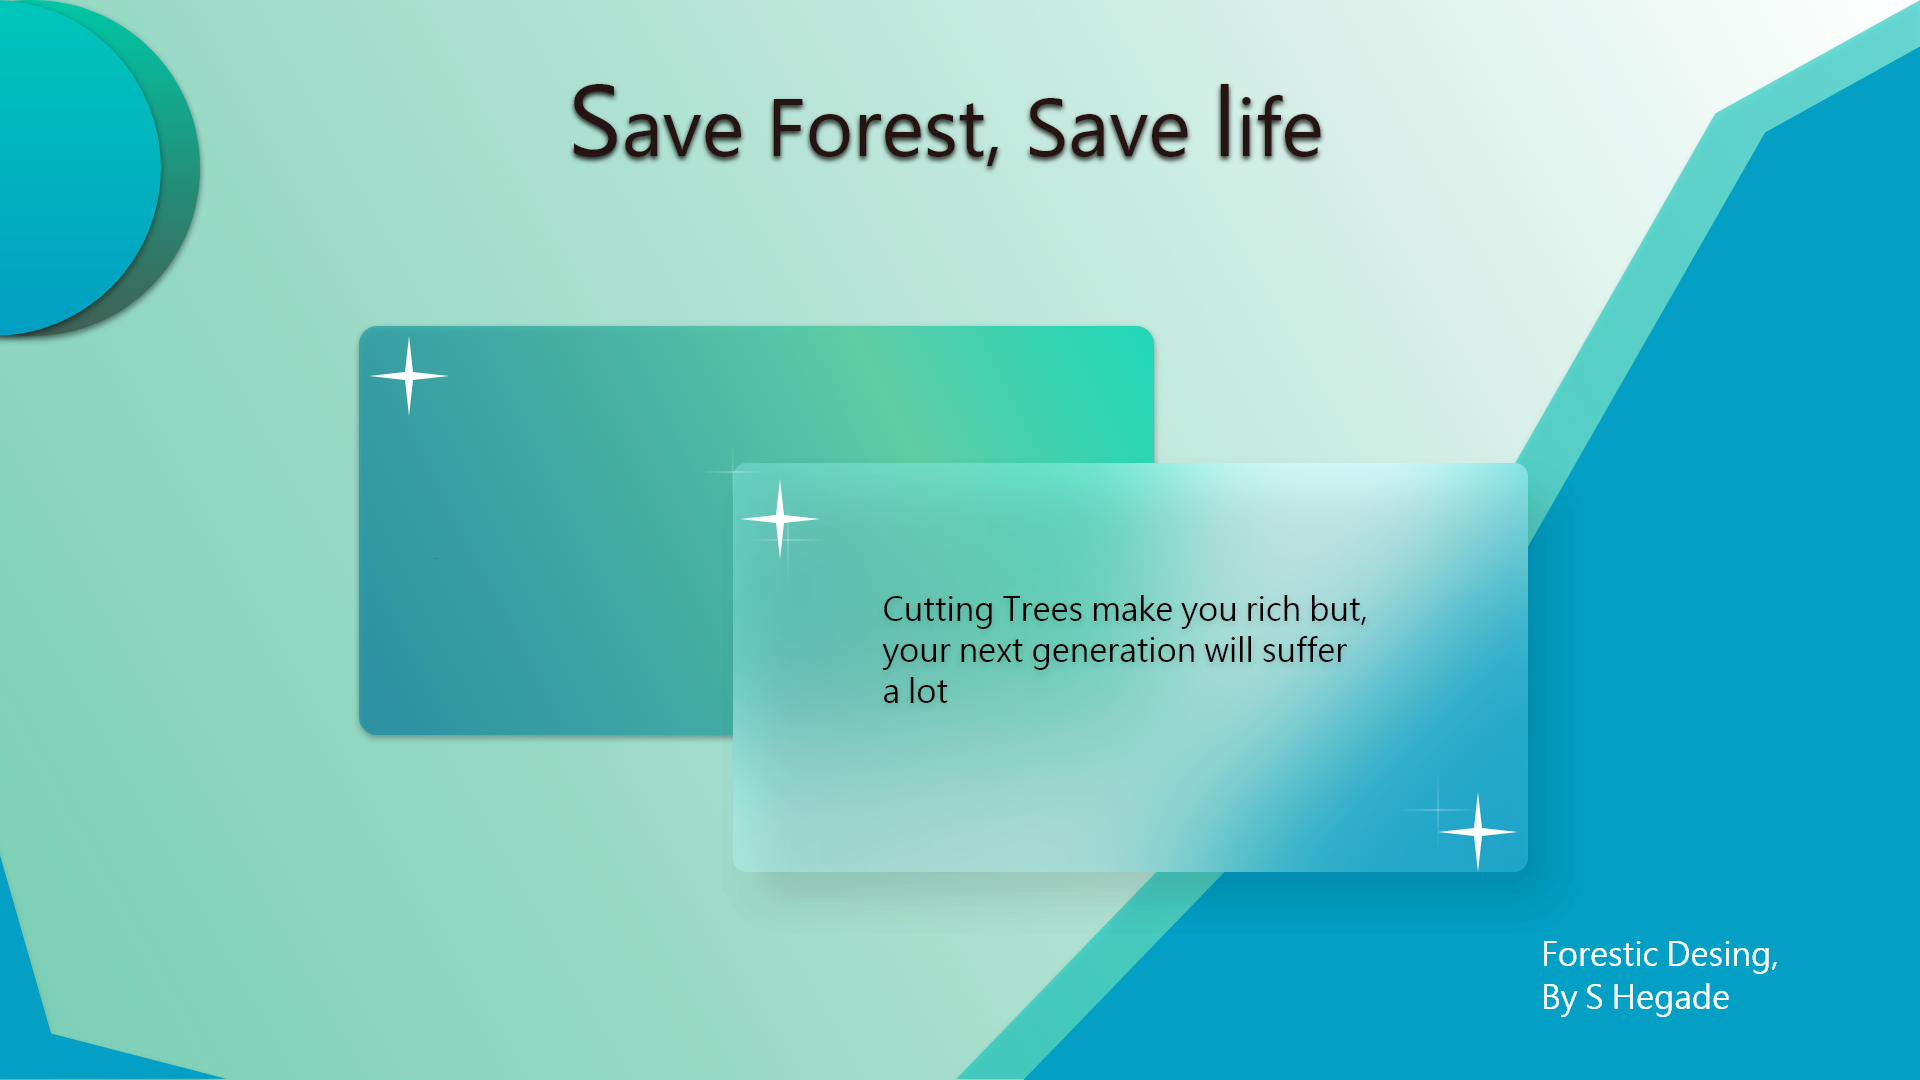 Save Forest, Save life
Cutting Trees make you rich but,
your next generation will suffer
a lot
Forestic Desing,
By S Hegade